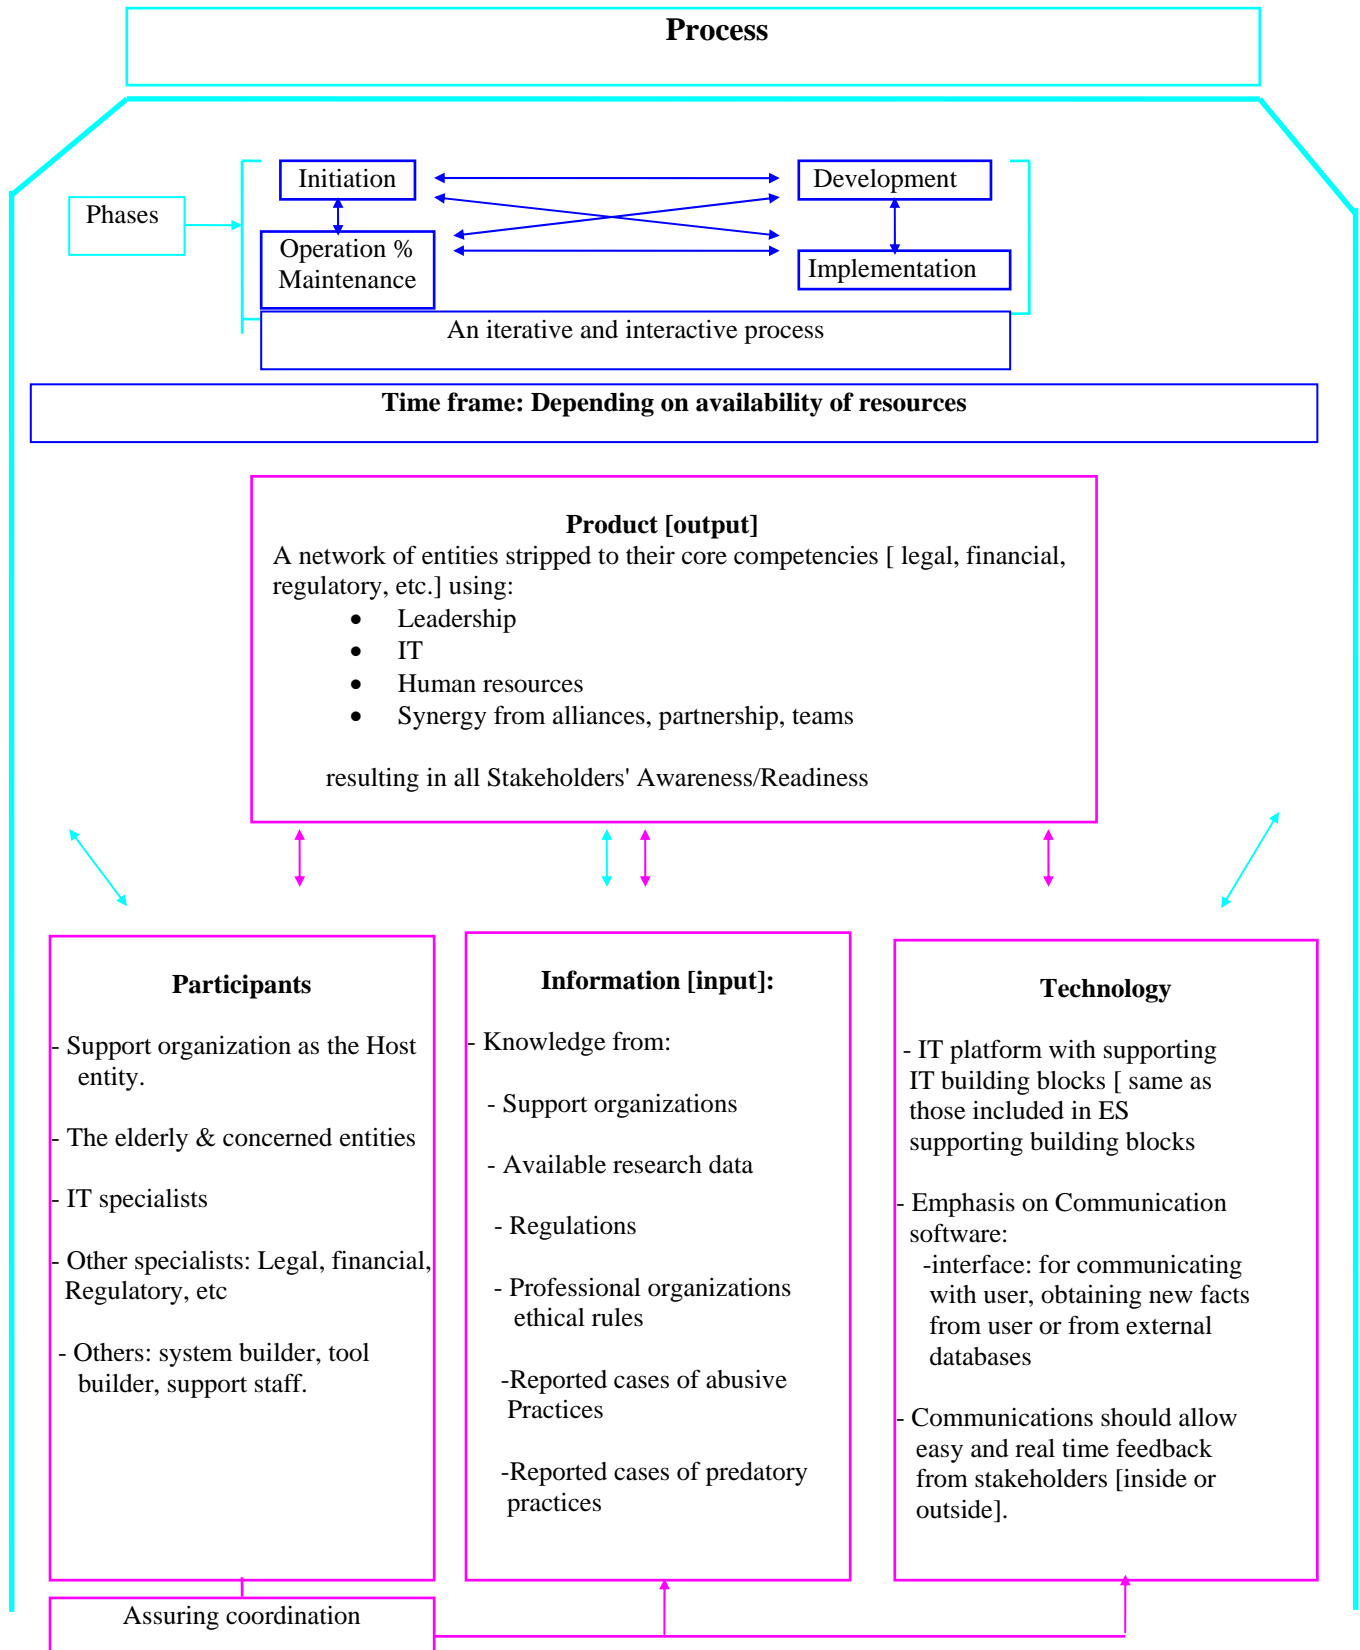 Process
Phases
Initiation
Development
Operation %
Maintenance
Implementation
An iterative and interactive process
Time frame: Depending on availability of resources
Product [output]
A network of entities stripped to their core competencies [ legal, financial,
regulatory, etc.] using:
• Leadership
• IT
• Human resources
• Synergy from alliances, partnership, teams
resulting in all Stakeholders' Awareness/Readiness
Participants
- Support organization as the Host
entity.
- The elderly & concerned entities
- IT specialists
- Other specialists: Legal, financial,
Regulatory, etc
- Others: system builder, tool
builder, support staff.
Information [input]:
- Knowledge from:
- Support organizations
- Available research data
- Regulations
- Professional organizations
ethical rules
-Reported cases of abusive
Practices
-Reported cases of predatory
practices
Technology
- IT platform with supporting
IT building blocks [ same as
those included in ES
supporting building blocks
- Emphasis on Communication
software:
-interface: for communicating
with user, obtaining new facts
from user or from external
databases
- Communications should allow
easy and real time feedback
from stakeholders [inside or
outside].
Assuring coordination